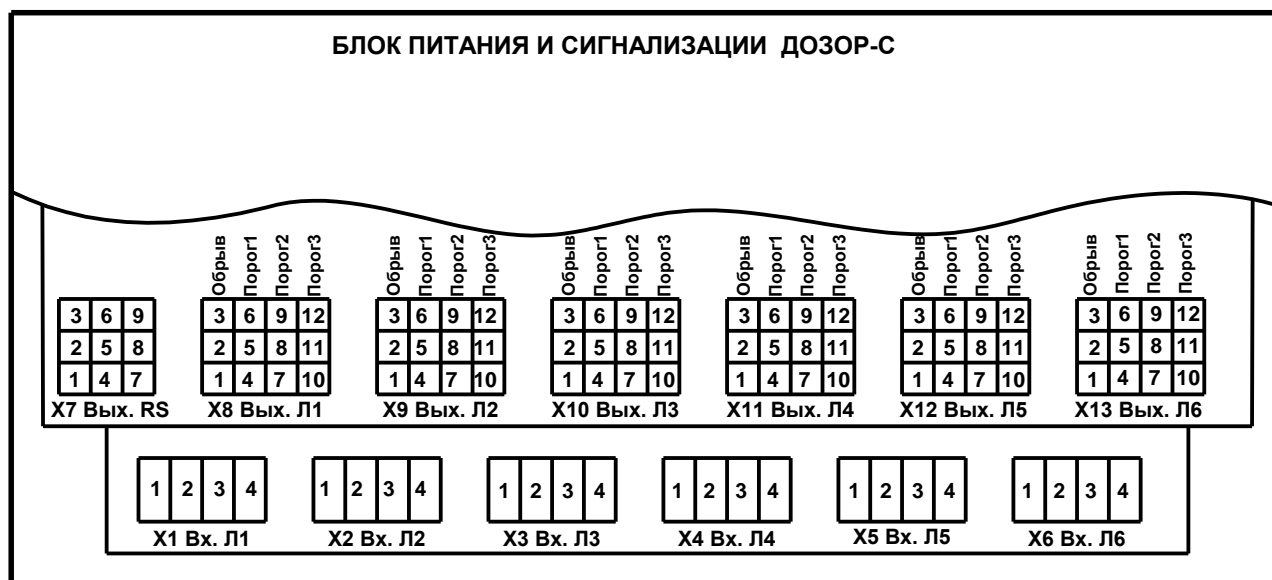 БЛОК ПИТАНИЯ И СИГНАЛИЗАЦИИ ДОЗОР-С
Обрыв Порог1 Порог2 Порог3 Обрыв Порог1 Порог2 Порог3 Обрыв Порог1 Порог2 Порог3 Обрыв Порог1 Порог2 Порог3 Обрыв Порог1 Порог2 Порог3 Обрыв Порог1 Порог2 Порог3
3 6 9 3 6 9 12 3 6 9 12 3 6 9 12 3 6 9 12 3 6 9 12 3 6 9 12
2 5 8 2 5 8 11 2 5 8 11 2 5 8 11 2 5 8 11 2 5 8 11 2 5 8 11
1 4 7 1 4 7 10 1 4 7 10 1 4 7 10 1 4 7 10 1 4 7 10 1 4 7 10
X7 Вых. RS X8 Вых. Л1 X9 Вых. Л2 X10 Вых. Л3 X11 Вых. Л4 X12 Вых. Л5 X13 Вых. Л6
1 2 3 4 1 2 3 4 1 2 3 4 1 2 3 4 1 2 3 4 1 2 3 4
X1 Вх. Л1 X2 Вх. Л2 X3 Вх. Л3 X4 Вх. Л4 X5 Вх. Л5 X6 Вх. Л6